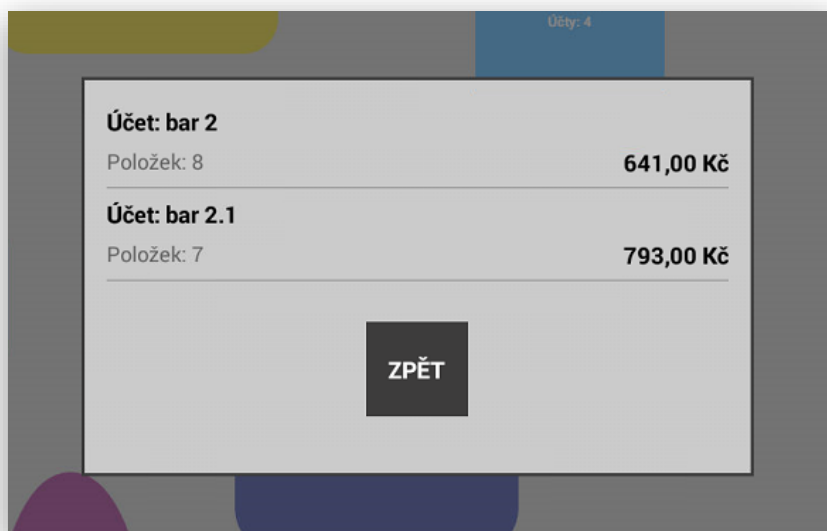 Účty: 4
Účet: bar 2
Položek: 8
641,00 Kč
Účet: bar 2.1
Položek: 7
793,00 Kč
ZPĚT